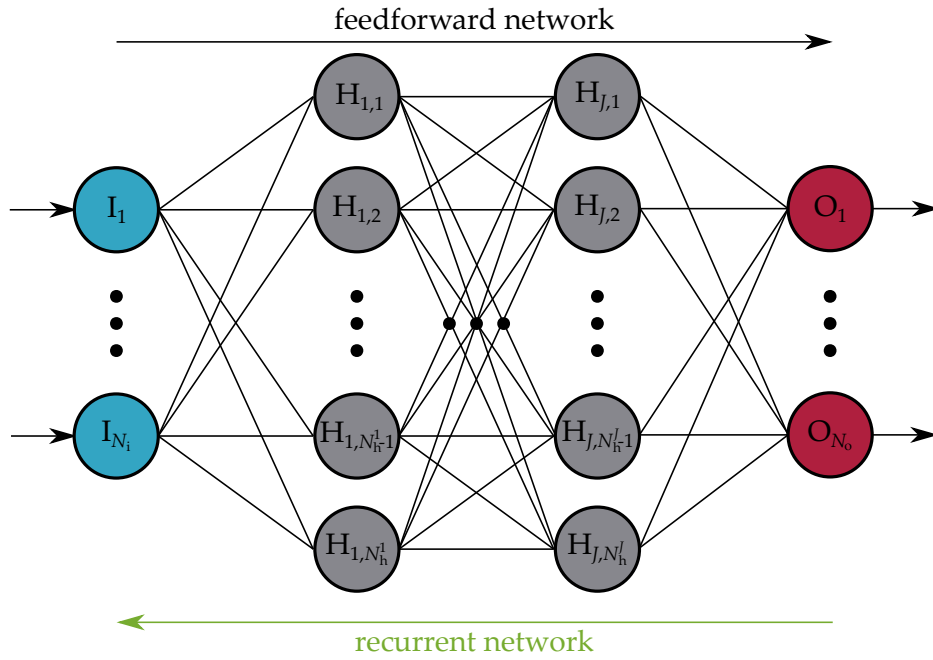 feedforward network
H1,1
HJ,1
I1
H1,2
HJ,2
O1
INi
H1,Nh1-1
HJ,NhJ-1
ONo
H1,Nh1
HJ,NhJ
recurrent network